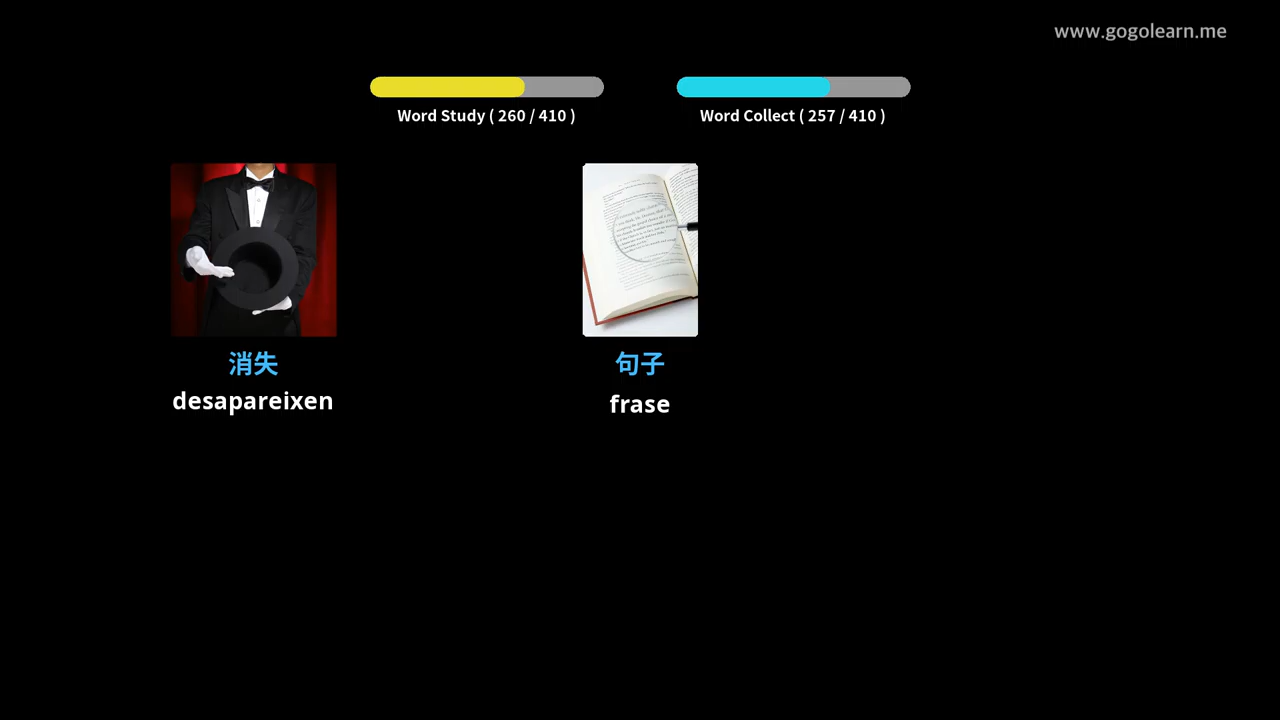 www.gogolearn.me
Word Study ( 260 / 410 )
Word Collect ( 257 / 410 )
消失
desapareixen
句子
frase